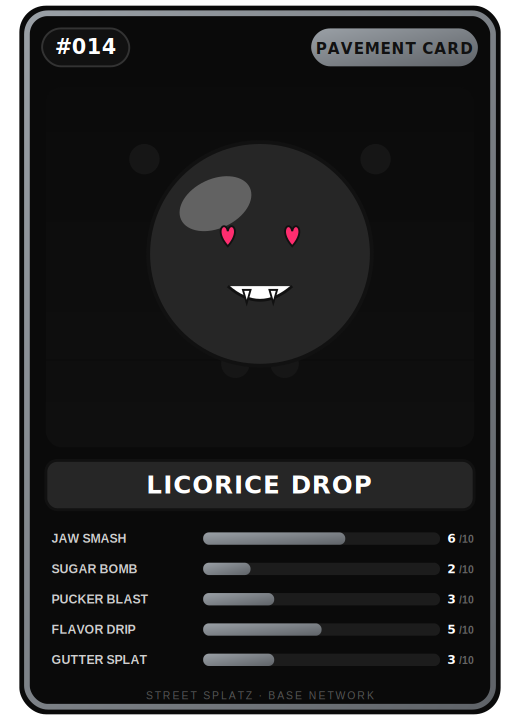 #014 PAVEMENT CARD
LICORICE DROP
JAW SMASH 6 /10
SUGAR BOMB 2 /10
PUCKER BLAST 3 /10
FLAVOR DRIP 5 /10
GUTTER SPLAT 3 /10
STREET SPLATZ · BASE NETWORK